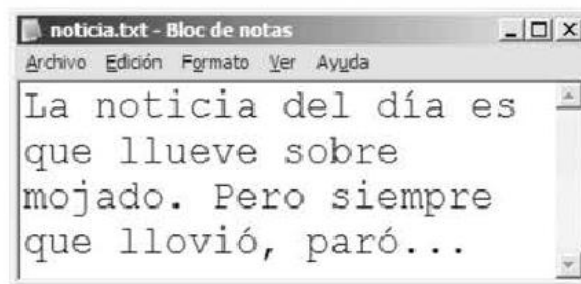 noticia.txt - Bloc de notas
Archivo Edición Formato Ver Ayuda
La noticia del día es
que llueve sobre
mojado. Pero siempre
que llovió, paró...